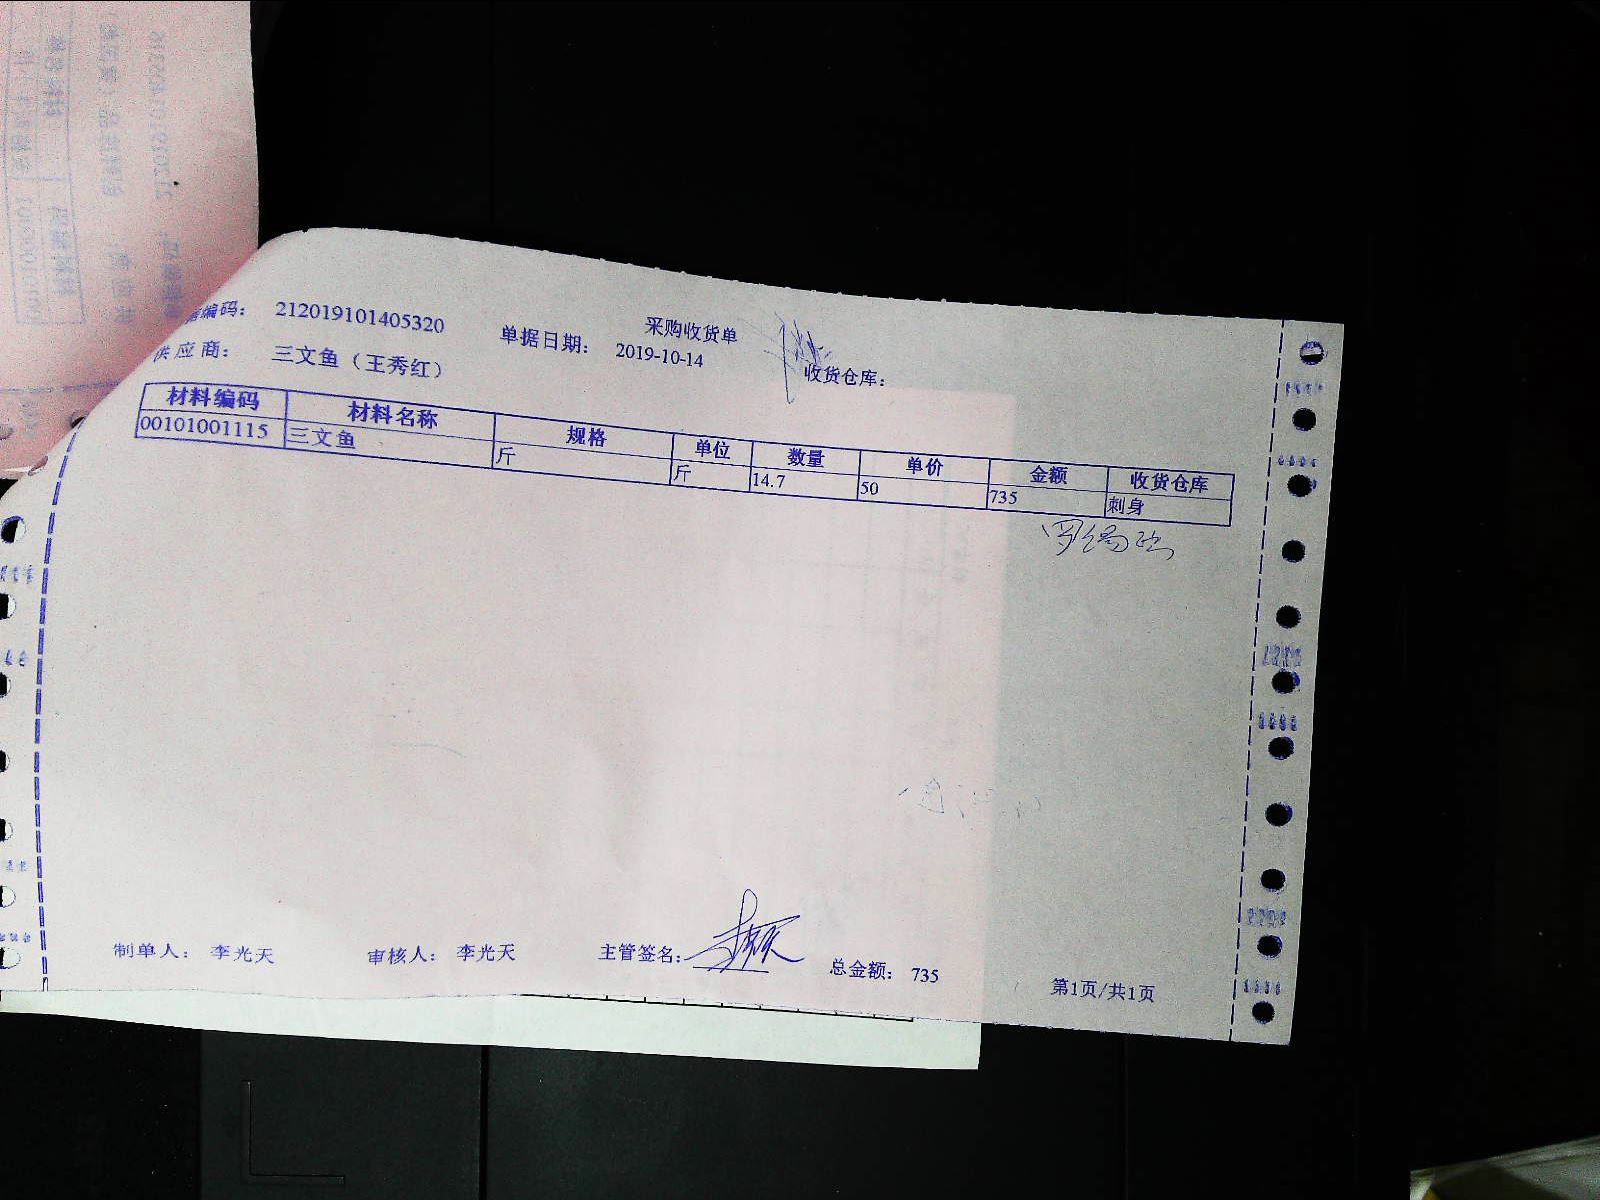 采购收货单
据编码： 212019101405320 单据日期： 2019-10-14 收货仓库：
供应商： 三文鱼（王秀红）
材料编码 材料名称 规格 单位 数量 单价 金额 收货仓库
00101001115 三文鱼 斤 斤 14.7 50 735 刺身
制单人： 李光天 审核人： 李光天 主管签名： 总金额： 735
第1页/共1页